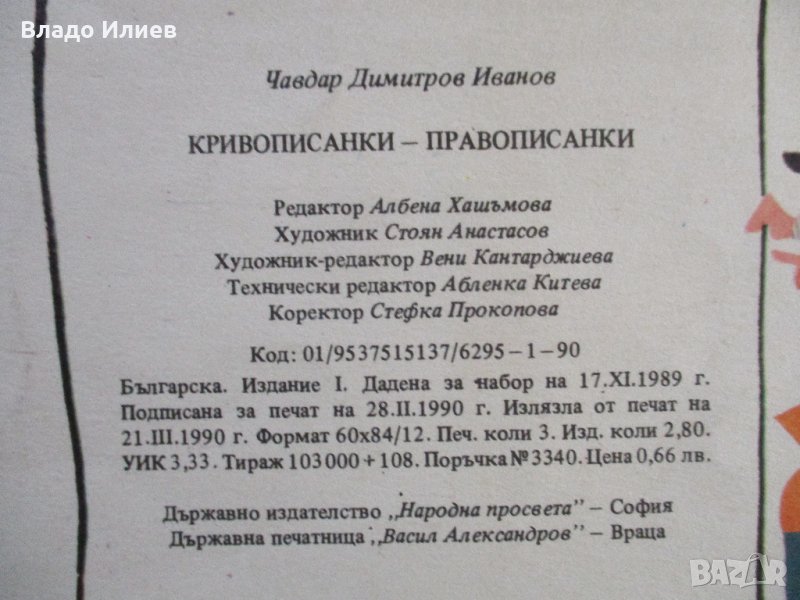 Владо Илиев
Чавдар Димитров Иванов
КРИВОПИСАНКИ – ПРАВОПИСАНКИ
Редактор Албена Хашъмова
Художник Стоян Анастасов
Художник-редактор Вени Кантарджиева
Технически редактор Абленка Китева
Коректор Стефка Прокопова
Код: 01/9537515137/6295–1–90
Българска. Издание I. Дадена за набор на 17.XI.1989 г.
Подписана за печат на 28.II.1990 г. Излязла от печат на
21.III.1990 г. Формат 60x84/12. Печ. коли 3. Изд. коли 2,80.
УИК 3,33. Тираж 103000+108. Поръчка №3340. Цена 0,66 лв.
Държавно издателство „Народна просвета” – София
Държавна печатница „Васил Александров” – Враца
BAZAR